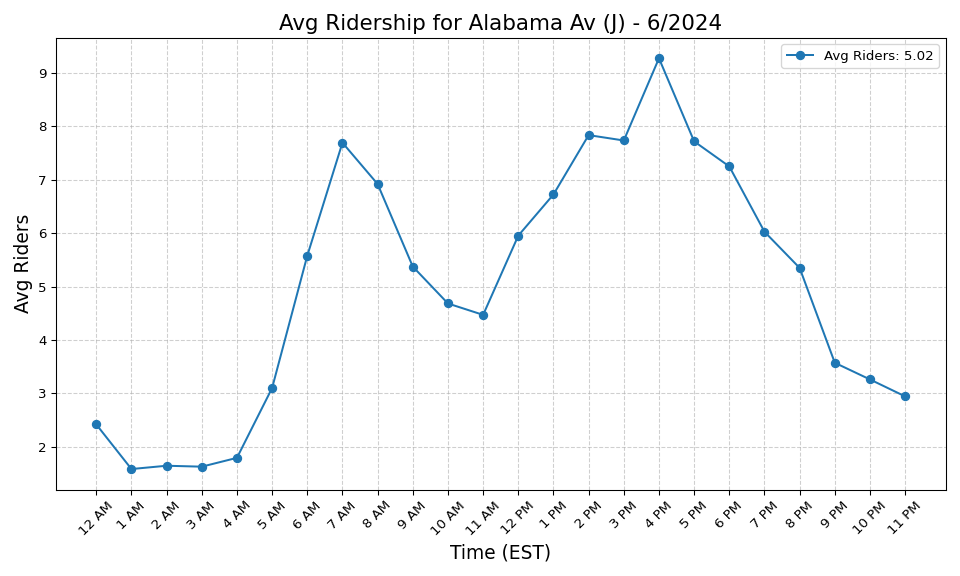 Avg Ridership for Alabama Av (J) - 6/2024
Avg Riders: 5.02
Avg Riders
9
8
7
6
5
4
3
2
12 AM
1 AM
2 AM
3 AM
4 AM
5 AM
6 AM
7 AM
8 AM
9 AM
10 AM
11 AM
12 PM
1 PM
2 PM
3 PM
4 PM
5 PM
6 PM
7 PM
8 PM
9 PM
10 PM
11 PM
Time (EST)